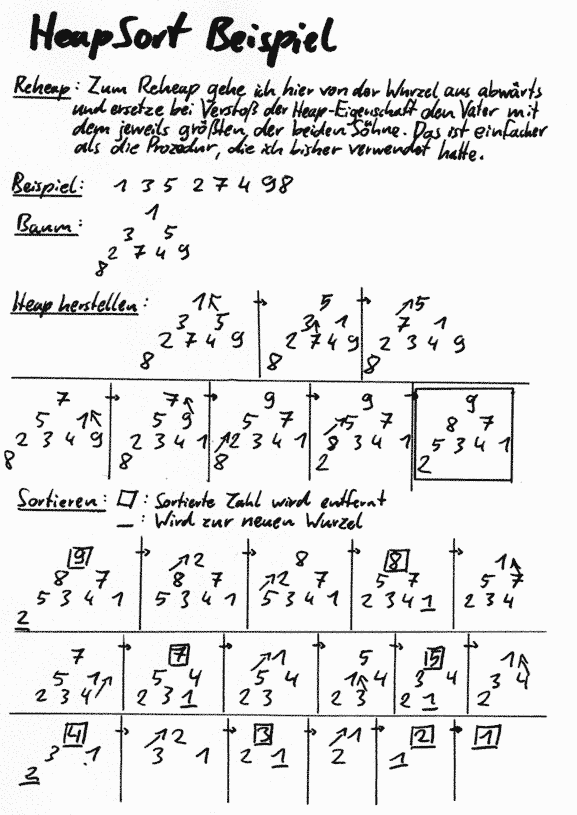 HeapSort Beispiel
Reheap: Zum Reheap gehe ich hier von der Wurzel aus abwärts
und ersetze bei Verstoß der Heap-Eigenschaft den Vater mit
dem jeweils größten, der beiden Söhne. Das ist einfacher
als die Prozedur, die ich bisher verwendet hatte.
Beispiel: 1 3 5 2 7 4 9 8
Baum: 1
3 5
2 7 4 9
8
Heap herstellen: 1 → 5 → 5
3 5 3 1 7 1
2 7 4 9 2 7 4 9 2 3 4 9
8 8 8
7 → 7 → 9 → 9 → 9
5 1 5 9 5 7 5 7 8 7
2 3 4 9 2 3 4 1 2 3 4 1 8 3 4 1 5 3 4 1
8 8 8 2 2
Sortieren: □ : Sortierte Zahl wird entfernt
_ : Wird zur neuen Wurzel
9 → 2 → 8 → 8 → 1
8 7 8 7 2 7 5 7 5 7
5 3 4 1 5 3 4 1 5 3 4 1 2 3 4 1 2 3 4
2
7 → 7 → 1 → 5 → 5 → 1
5 1 5 4 5 4 1 4 3 4 3 4
2 3 4 2 3 1 2 3 2 3 2 1 2
4 → 2 → 3 → 1 → 2 → 1
3 1 3 1 2 1 2 1
2